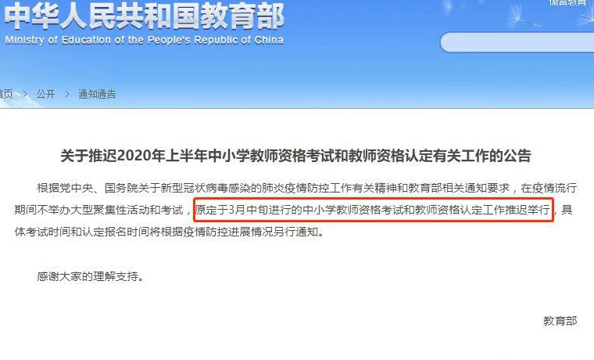 中华人民共和国教育部
Ministry of Education of the People's Republic of China
微言教育
首页 > 公开 > 通知通告
关于推迟2020年上半年中小学教师资格考试和教师资格认定有关工作的公告
根据党中央、国务院关于新型冠状病毒感染的肺炎疫情防控工作有关精神和教育部相关通知要求，在疫情流行
期间不举办大型聚集性活动和考试，原定于3月中旬进行的中小学教师资格考试和教师资格认定工作推迟举行，具
体考试时间和认定报名时间将根据疫情防控进展情况另行通知。
感谢大家的理解支持。
教育部